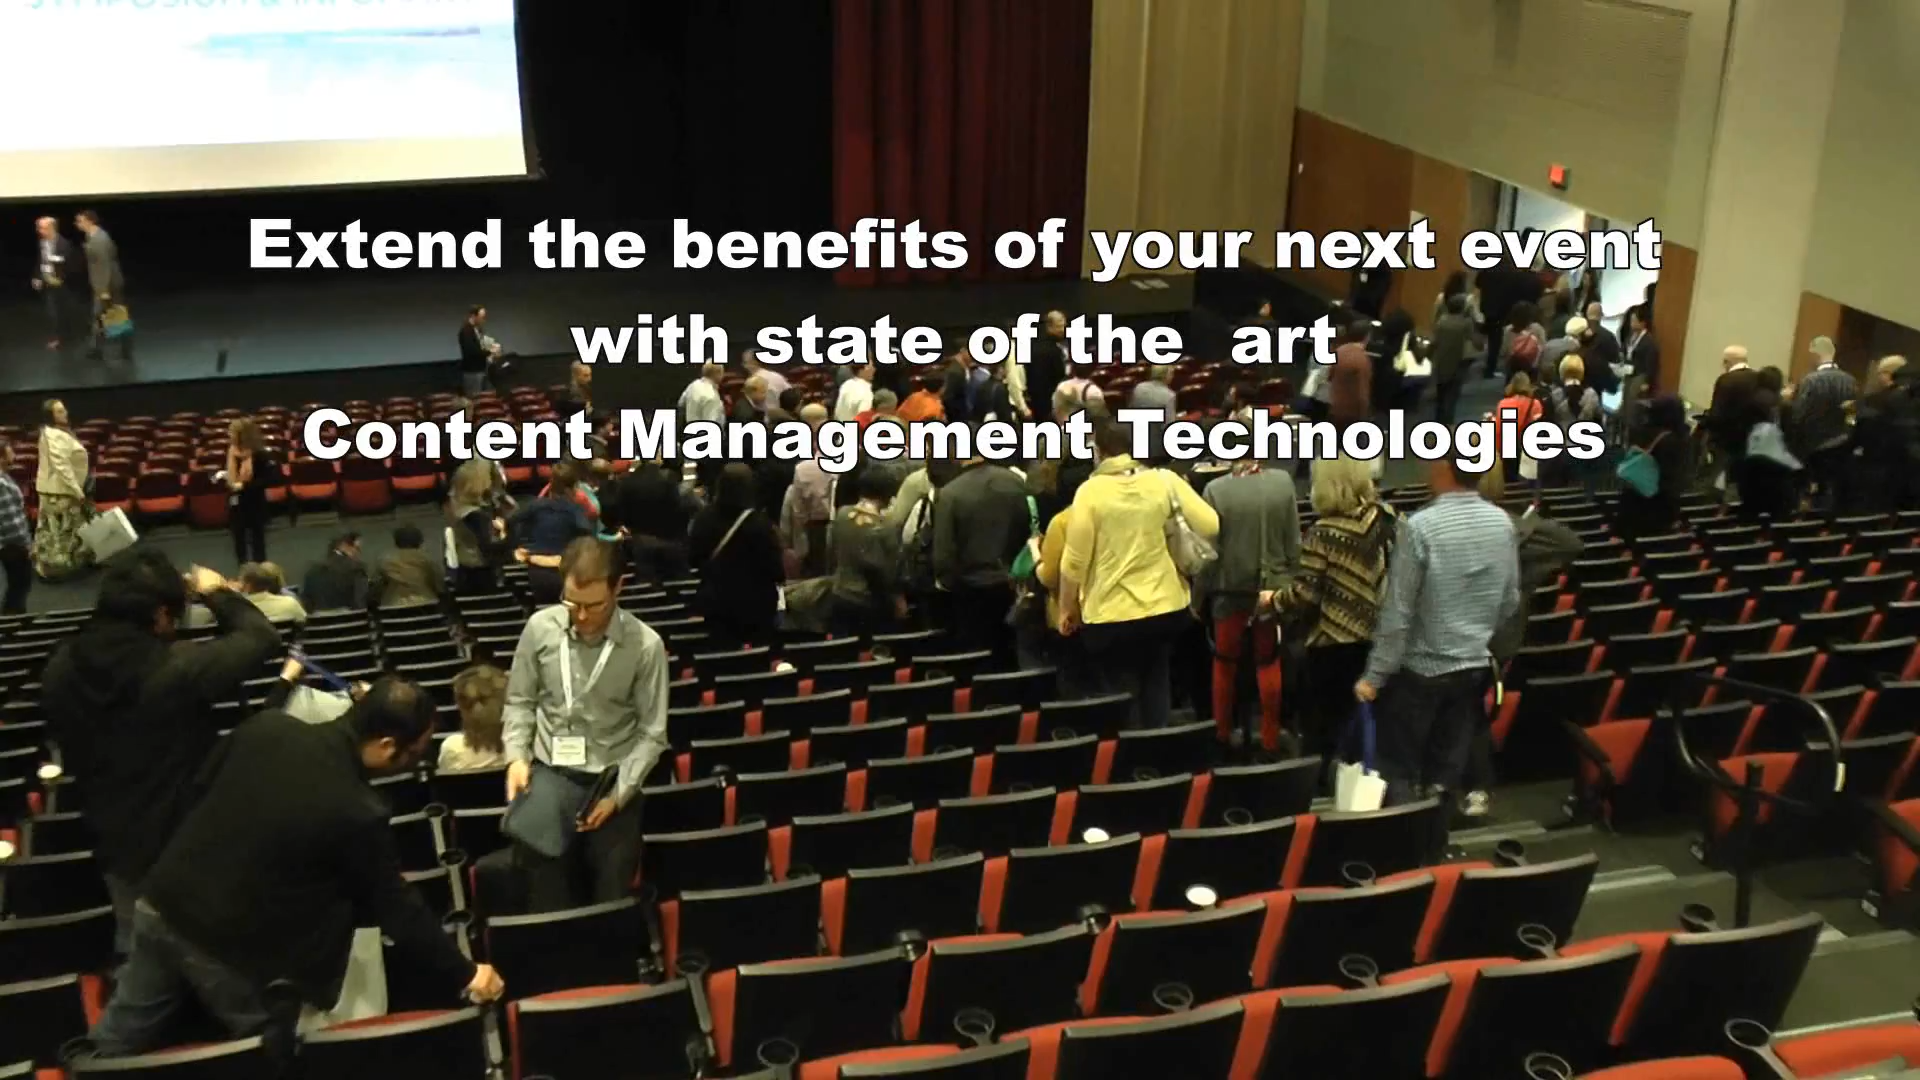 Extend the benefits of your next event
with state of the  art
Content Management Technologies